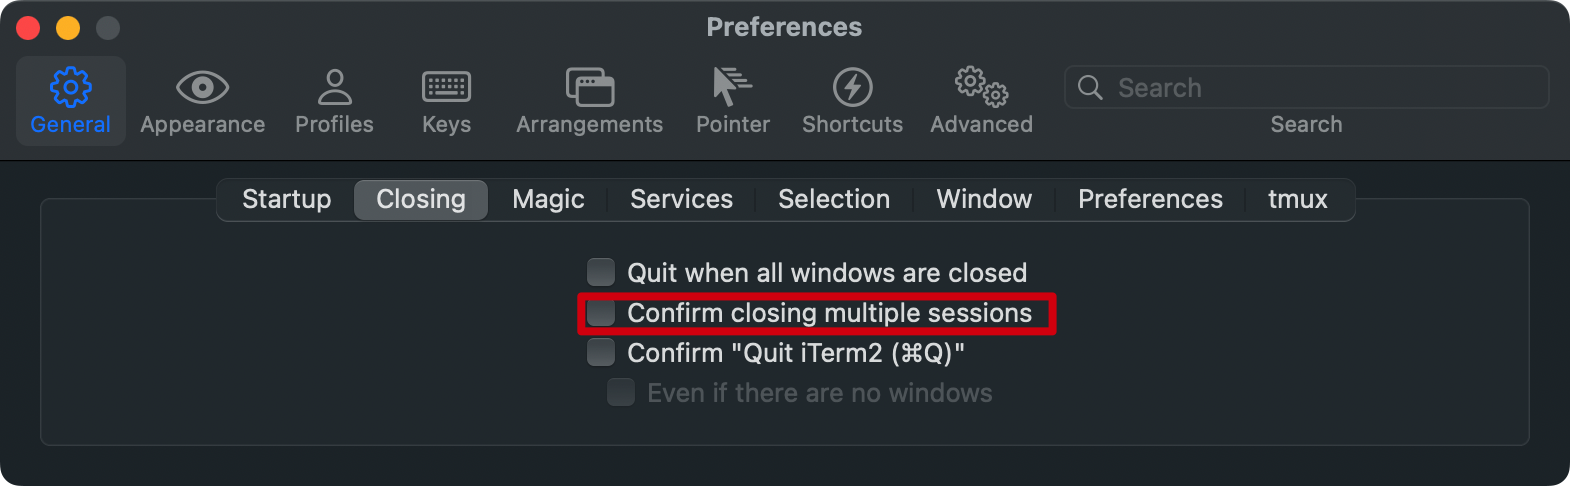 Preferences
General Appearance Profiles Keys Arrangements Pointer Shortcuts Advanced Search
Search
Startup Closing Magic Services Selection Window Preferences tmux
Quit when all windows are closed
Confirm closing multiple sessions
Confirm "Quit iTerm2 (⌘Q)"
Even if there are no windows